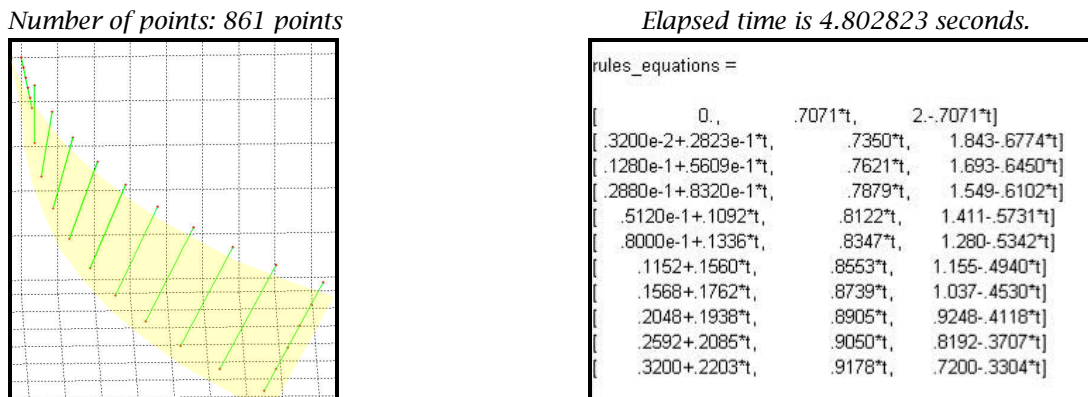 Number of points: 861 points
Elapsed time is 4.802823 seconds.
rules_equations =
[ 0., .7071*t, 2.-.7071*t]
[ .3200e-2+.2823e-1*t, .7350*t, 1.843-.6774*t]
[ .1280e-1+.5609e-1*t, .7621*t, 1.693-.6450*t]
[ .2880e-1+.8320e-1*t, .7879*t, 1.549-.6102*t]
[ .5120e-1+.1092*t, .8122*t, 1.411-.5731*t]
[ .8000e-1+.1336*t, .8347*t, 1.280-.5342*t]
[ .1152+.1560*t, .8553*t, 1.155-.4940*t]
[ .1568+.1762*t, .8739*t, 1.037-.4530*t]
[ .2048+.1938*t, .8905*t, .9248-.4118*t]
[ .2592+.2085*t, .9050*t, .8192-.3707*t]
[ .3200+.2203*t, .9178*t, .7200-.3304*t]